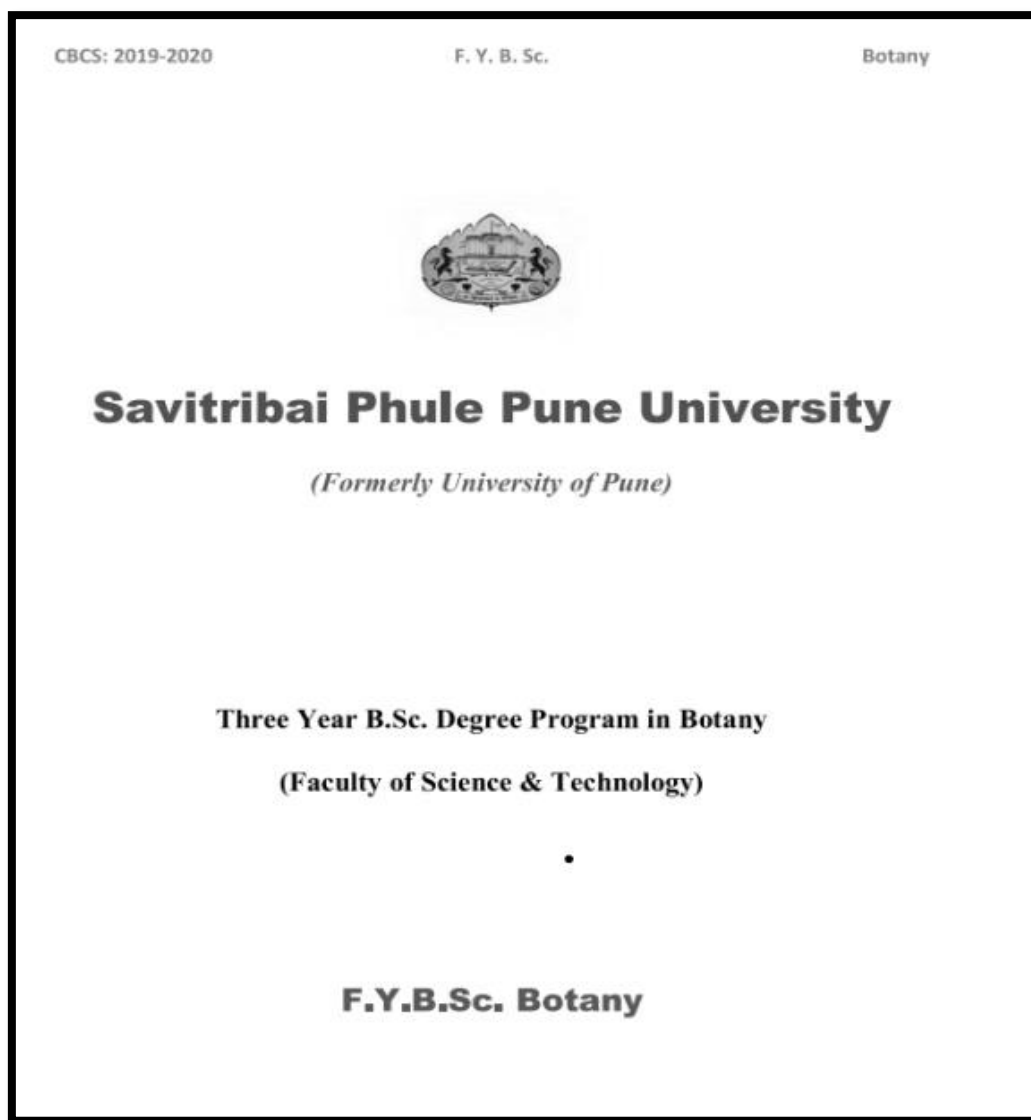 CBCS: 2019-2020 F. Y. B. Sc. Botany
Savitribai Phule Pune University
(Formerly University of Pune)
Three Year B.Sc. Degree Program in Botany
(Faculty of Science & Technology)
•
F.Y.B.Sc. Botany